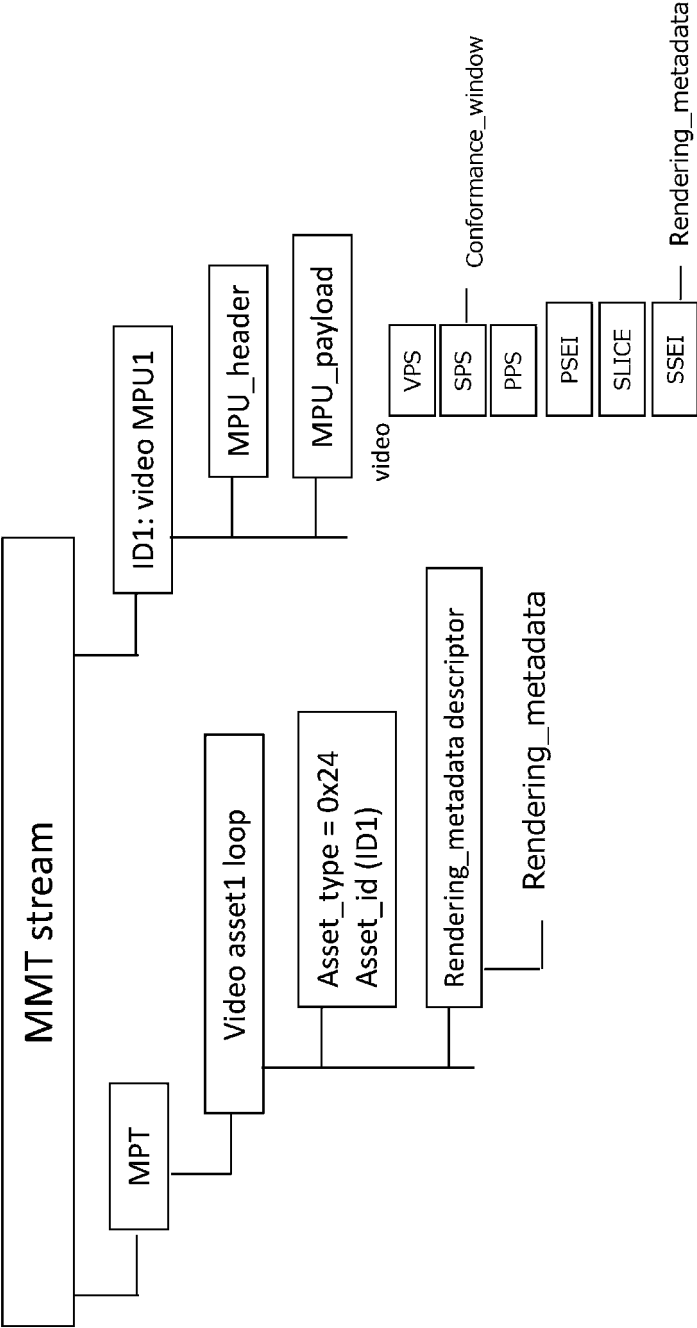 MMT stream
MPT
Video asset1 loop
Asset_type = 0x24
Asset_id (ID1)
Rendering_metadata descriptor
Rendering_metadata
ID1: video MPU1
MPU_header
MPU_payload
video
VPS
SPS
Conformance_window
PPS
PSEI
SLICE
SSEI
Rendering_metadata